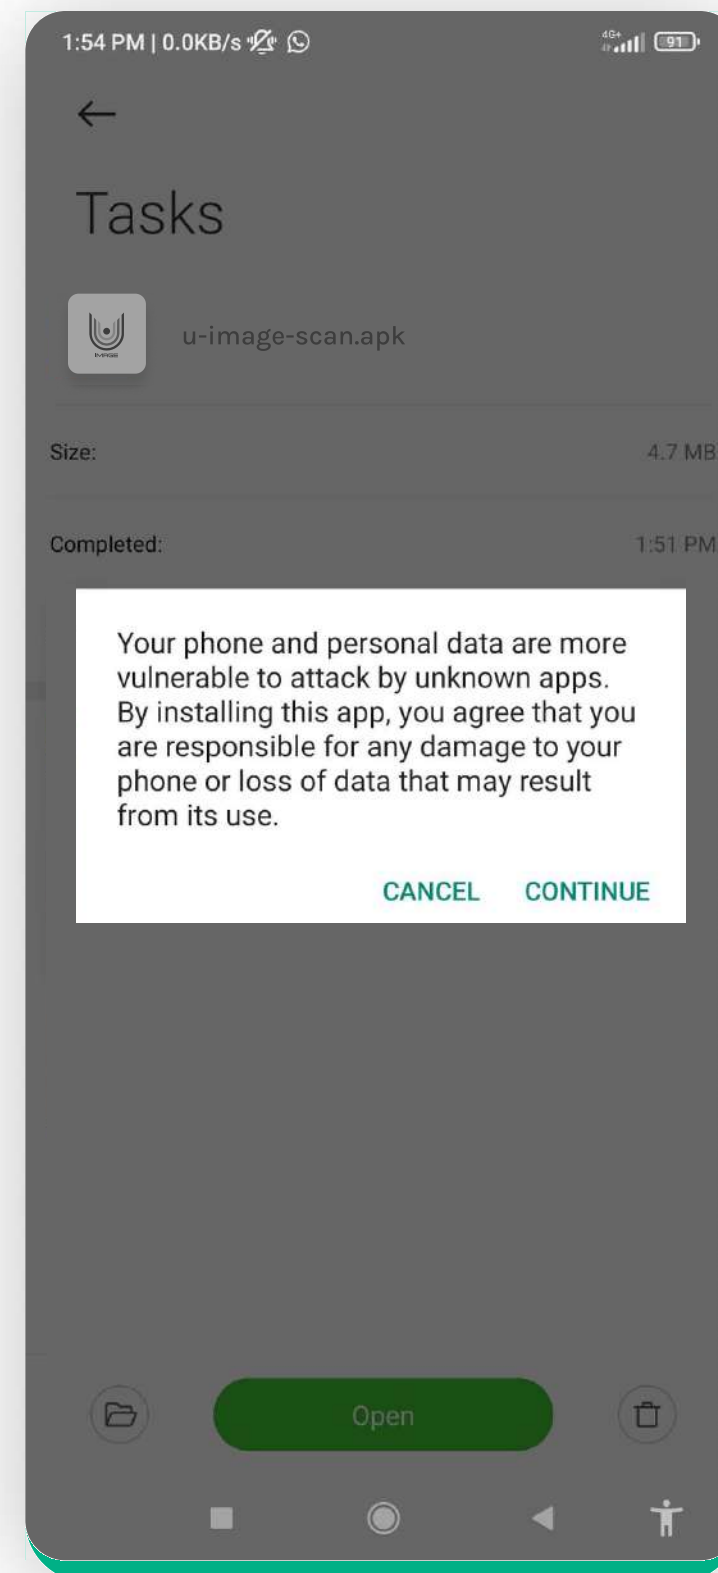 1:54 PM | 0.0KB/s 4G+ 91
Tasks
IMAGE
u-image-scan.apk
Size: 4.7 MB
Completed: 1:51 PM
Your phone and personal data are more
vulnerable to attack by unknown apps.
By installing this app, you agree that you
are responsible for any damage to your
phone or loss of data that may result
from its use.
CANCEL CONTINUE
Open